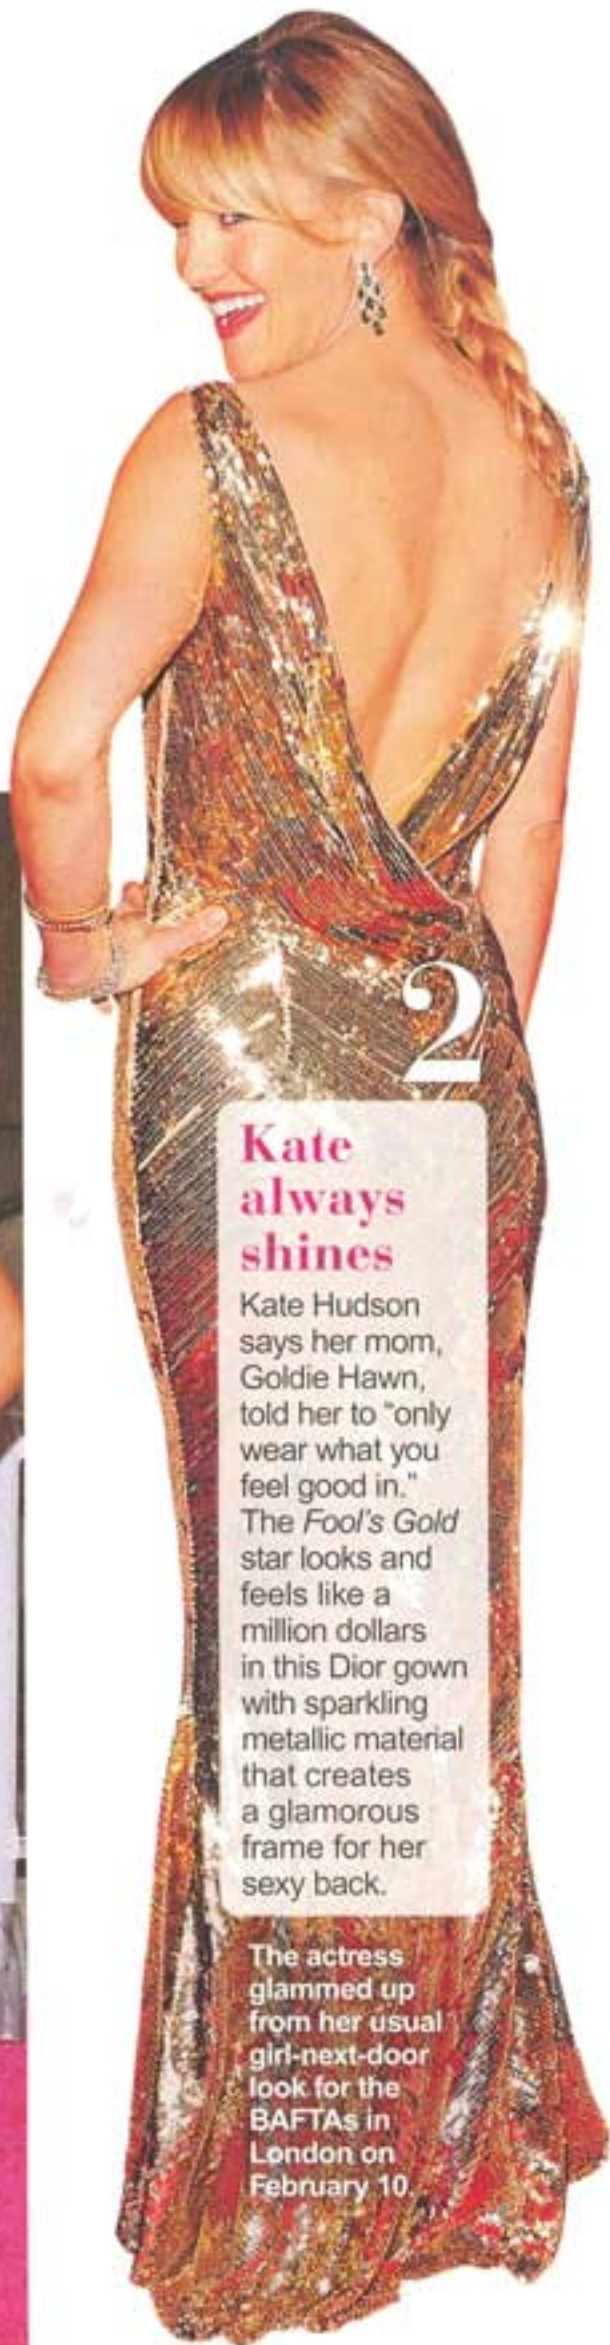 2
Kate
always
shines
Kate Hudson
says her mom,
Goldie Hawn,
told her to “only
wear what you
feel good in.”
The Fool's Gold
star looks and
feels like a
million dollars
in this Dior gown
with sparkling
metallic material
that creates
a glamorous
frame for her
sexy back.
The actress
glammed up
from her usual
girl-next-door
look for the
BAFTAs in
London on
February 10.